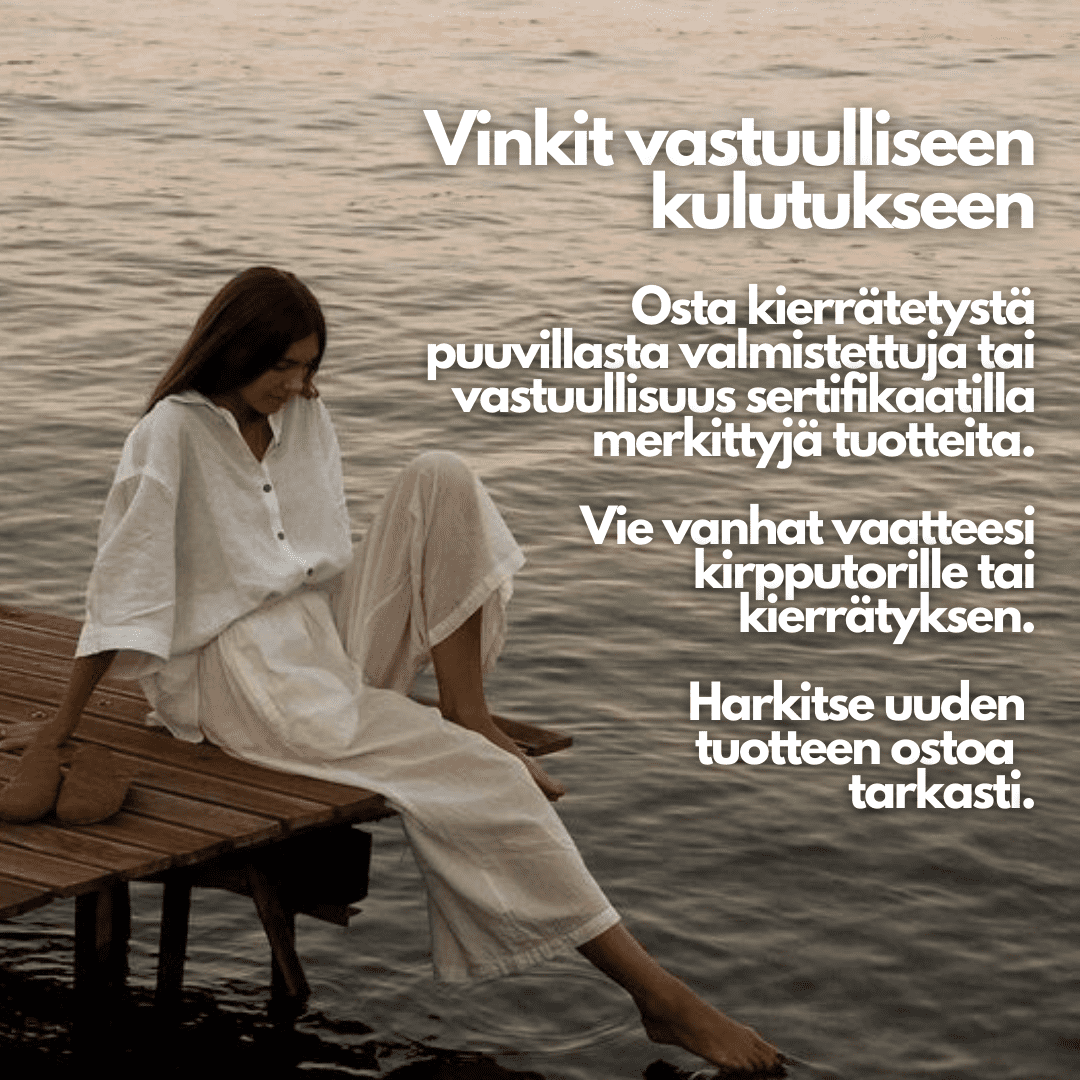 Vinkit vastuulliseen
kulutukseen
Osta kierrätetystä
puuvillasta valmistettuja tai
vastuullisuus sertifikaatilla
merkittyjä tuotteita.
Vie vanhat vaatteesi
kirpputorille tai
kierrätyksen.
Harkitse uuden
tuotteen ostoa
tarkasti.